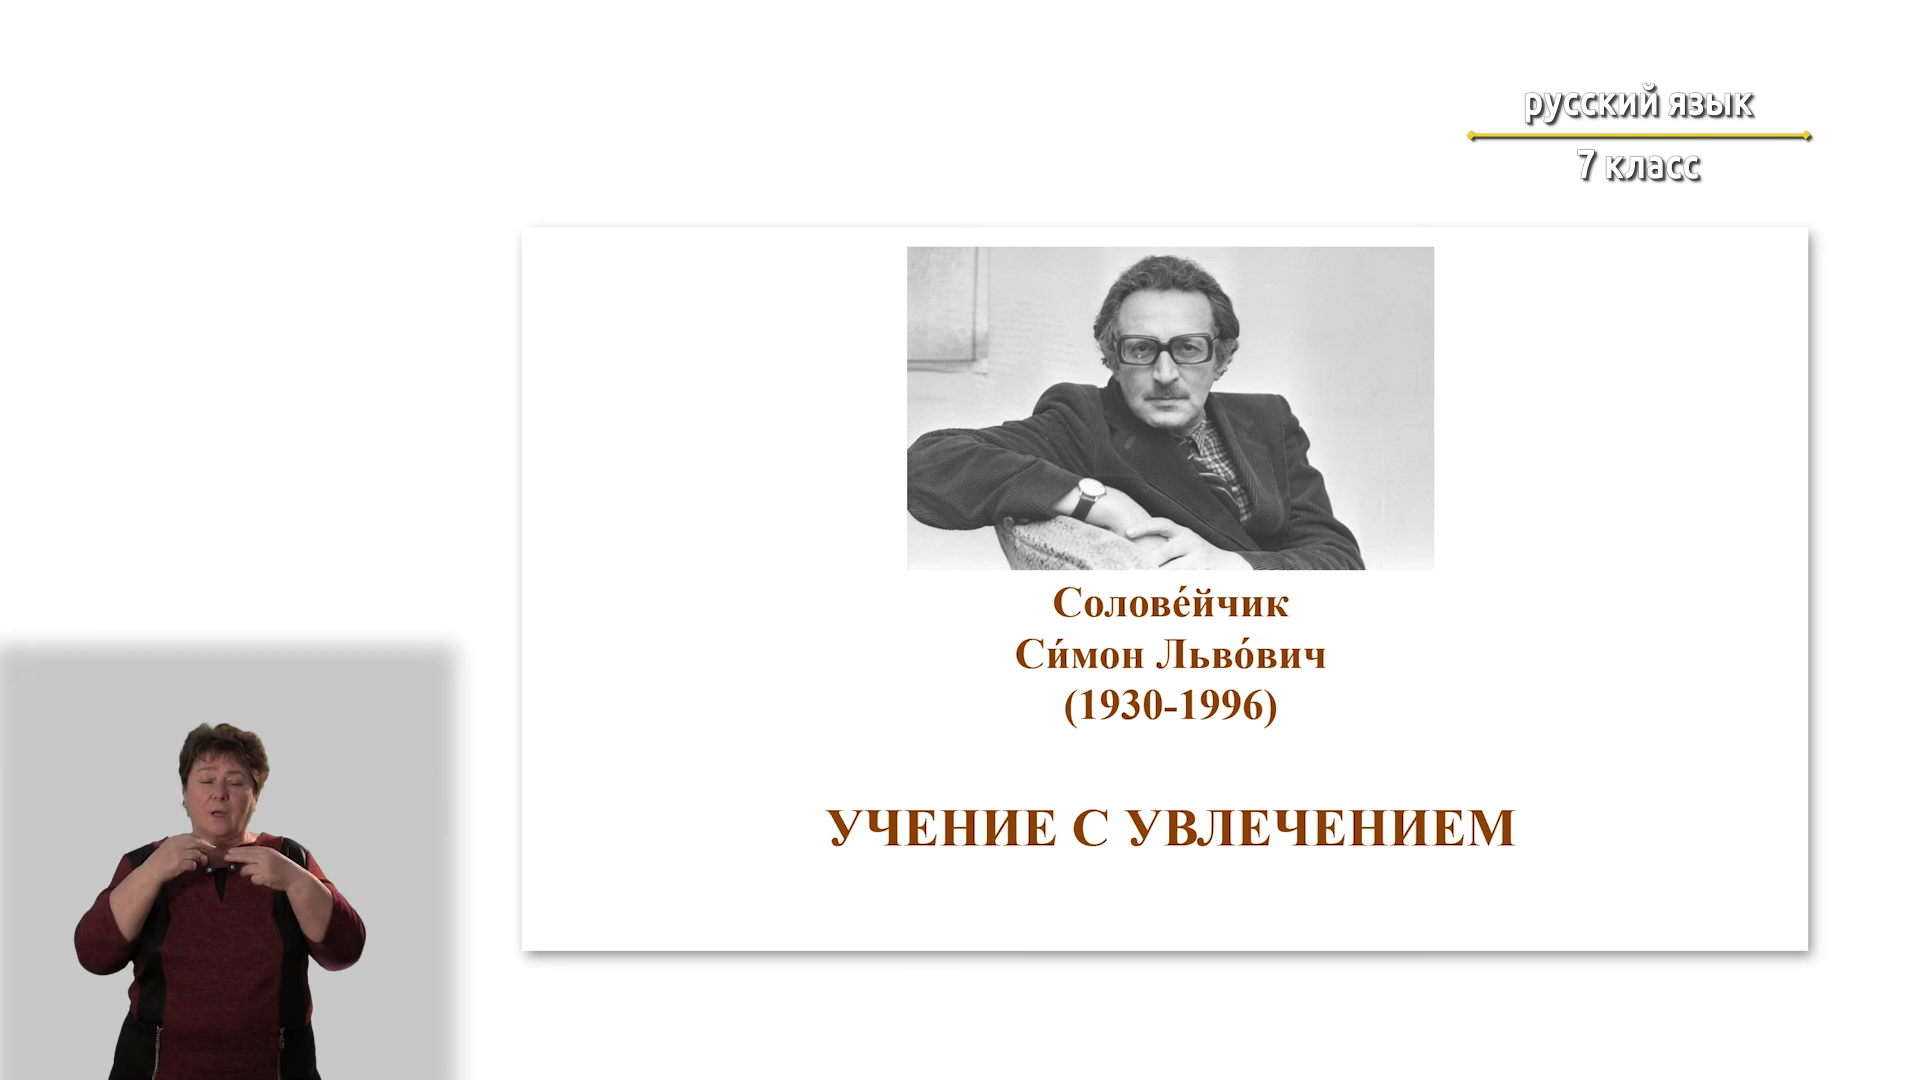 русский язык
7 класс
Солове́йчик
Си́мон Льво́вич
(1930-1996)
УЧЕНИЕ С УВЛЕЧЕНИЕМ